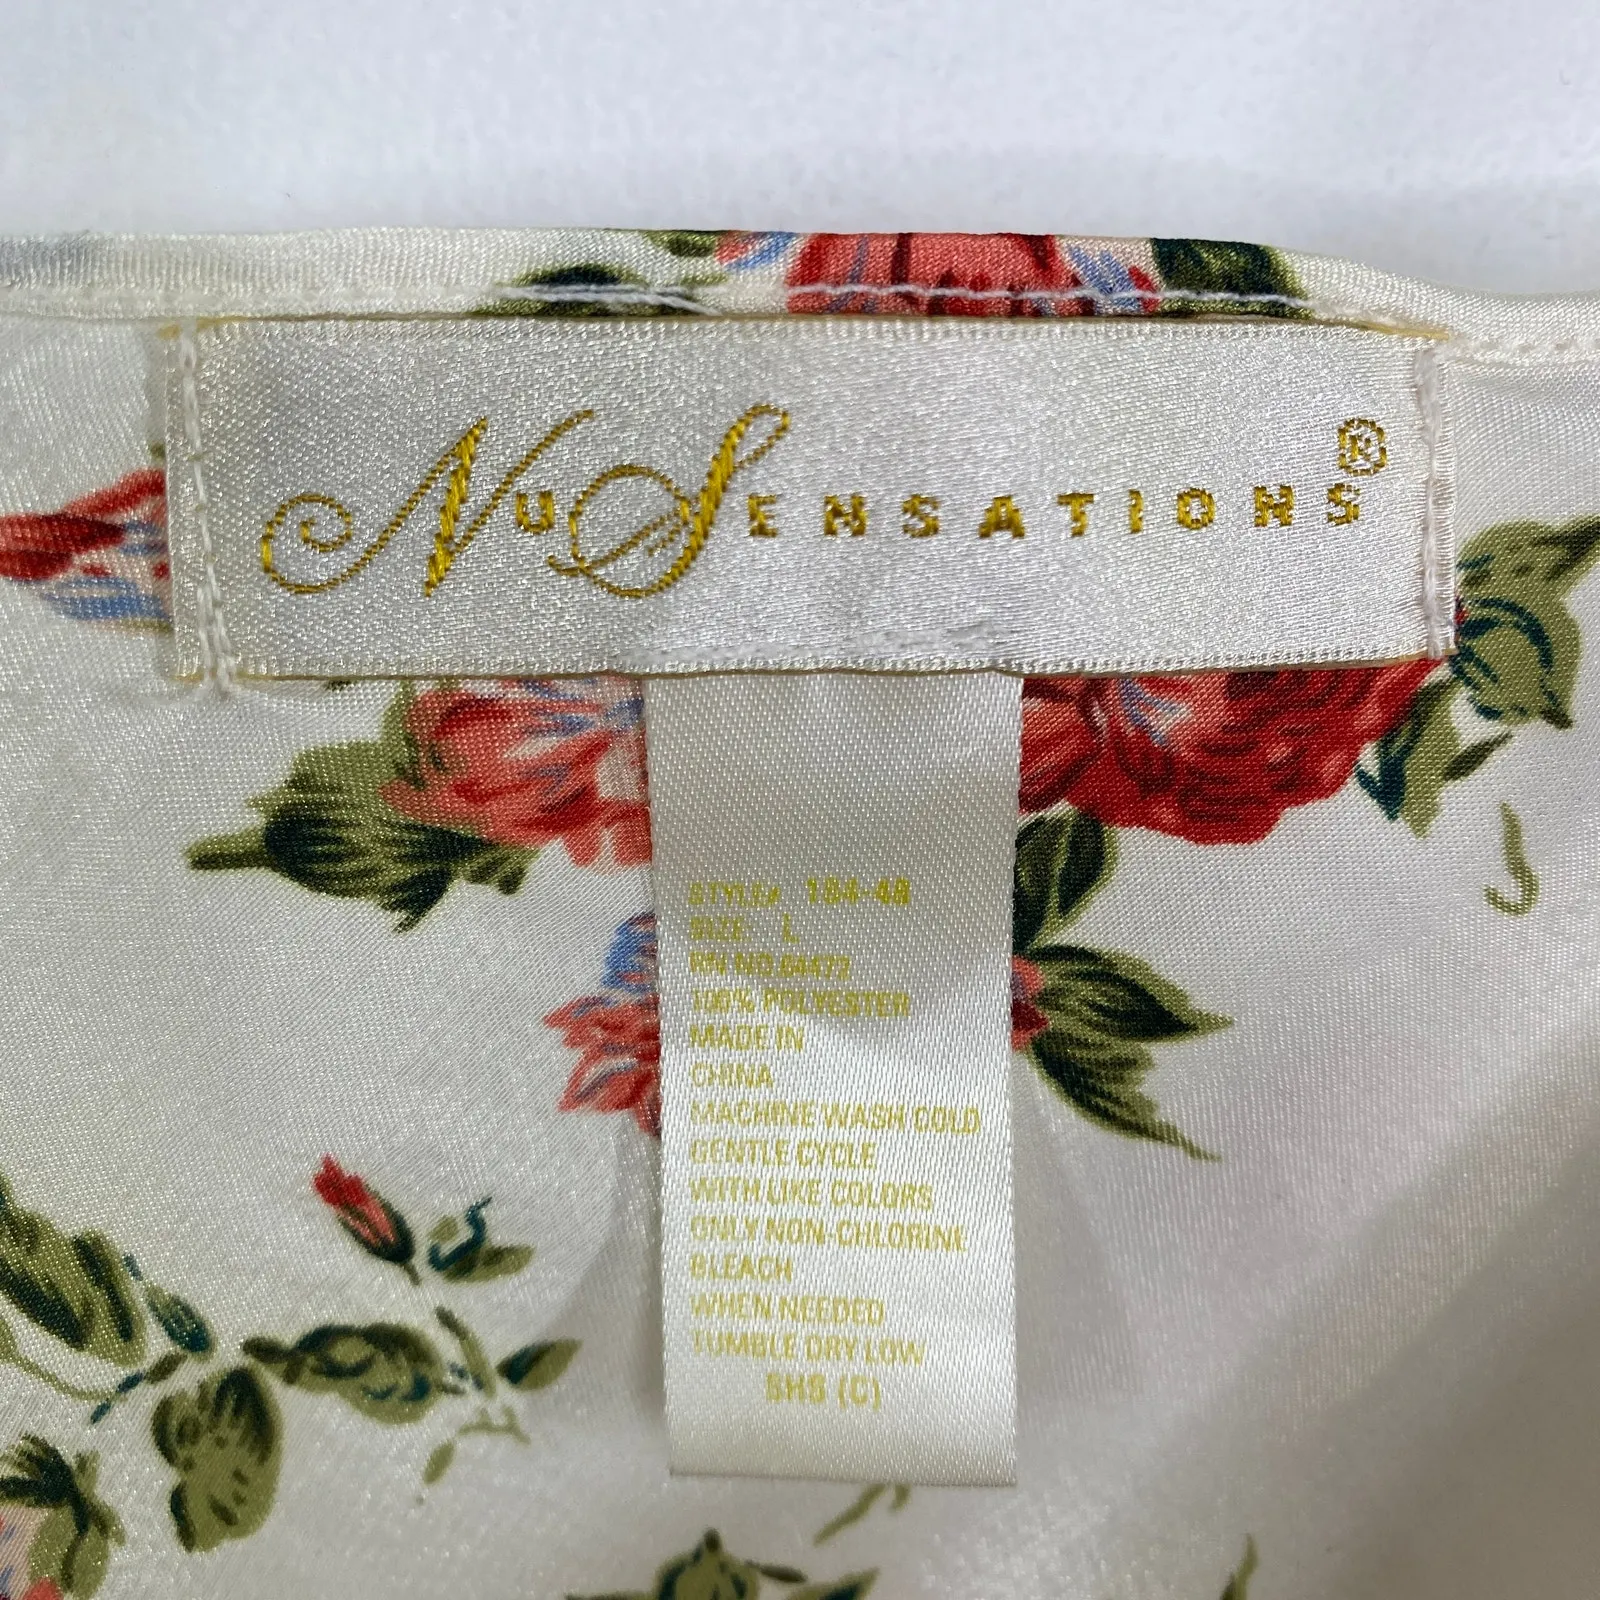 NuSensations®
STYLE# 184-48
SIZE: L
RN NO.64472
100% POLYESTER
MADE IN
CHINA
MACHINE WASH COLD
GENTLE CYCLE
WITH LIKE COLORS
ONLY NON-CHLORINE
BLEACH
WHEN NEEDED
TUMBLE DRY LOW
SHS (C)